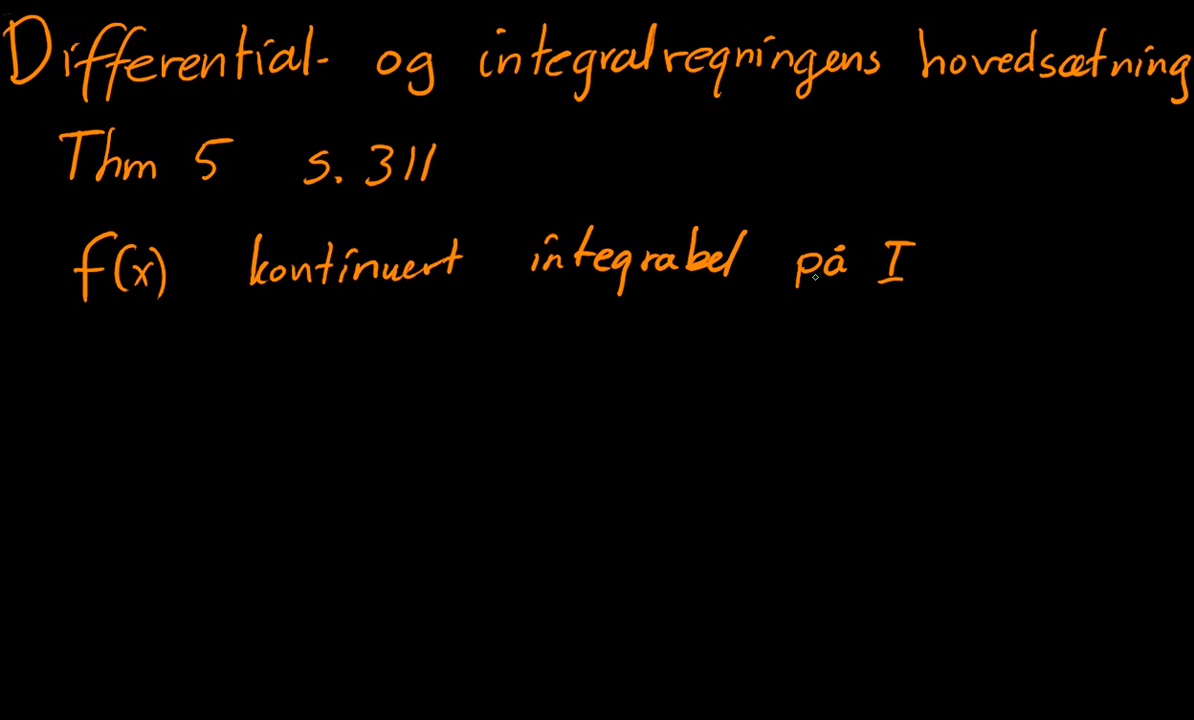 Differential- og integralregningens hovedsætning
Thm 5 s. 311
f(x) kontinuert integrabel på I